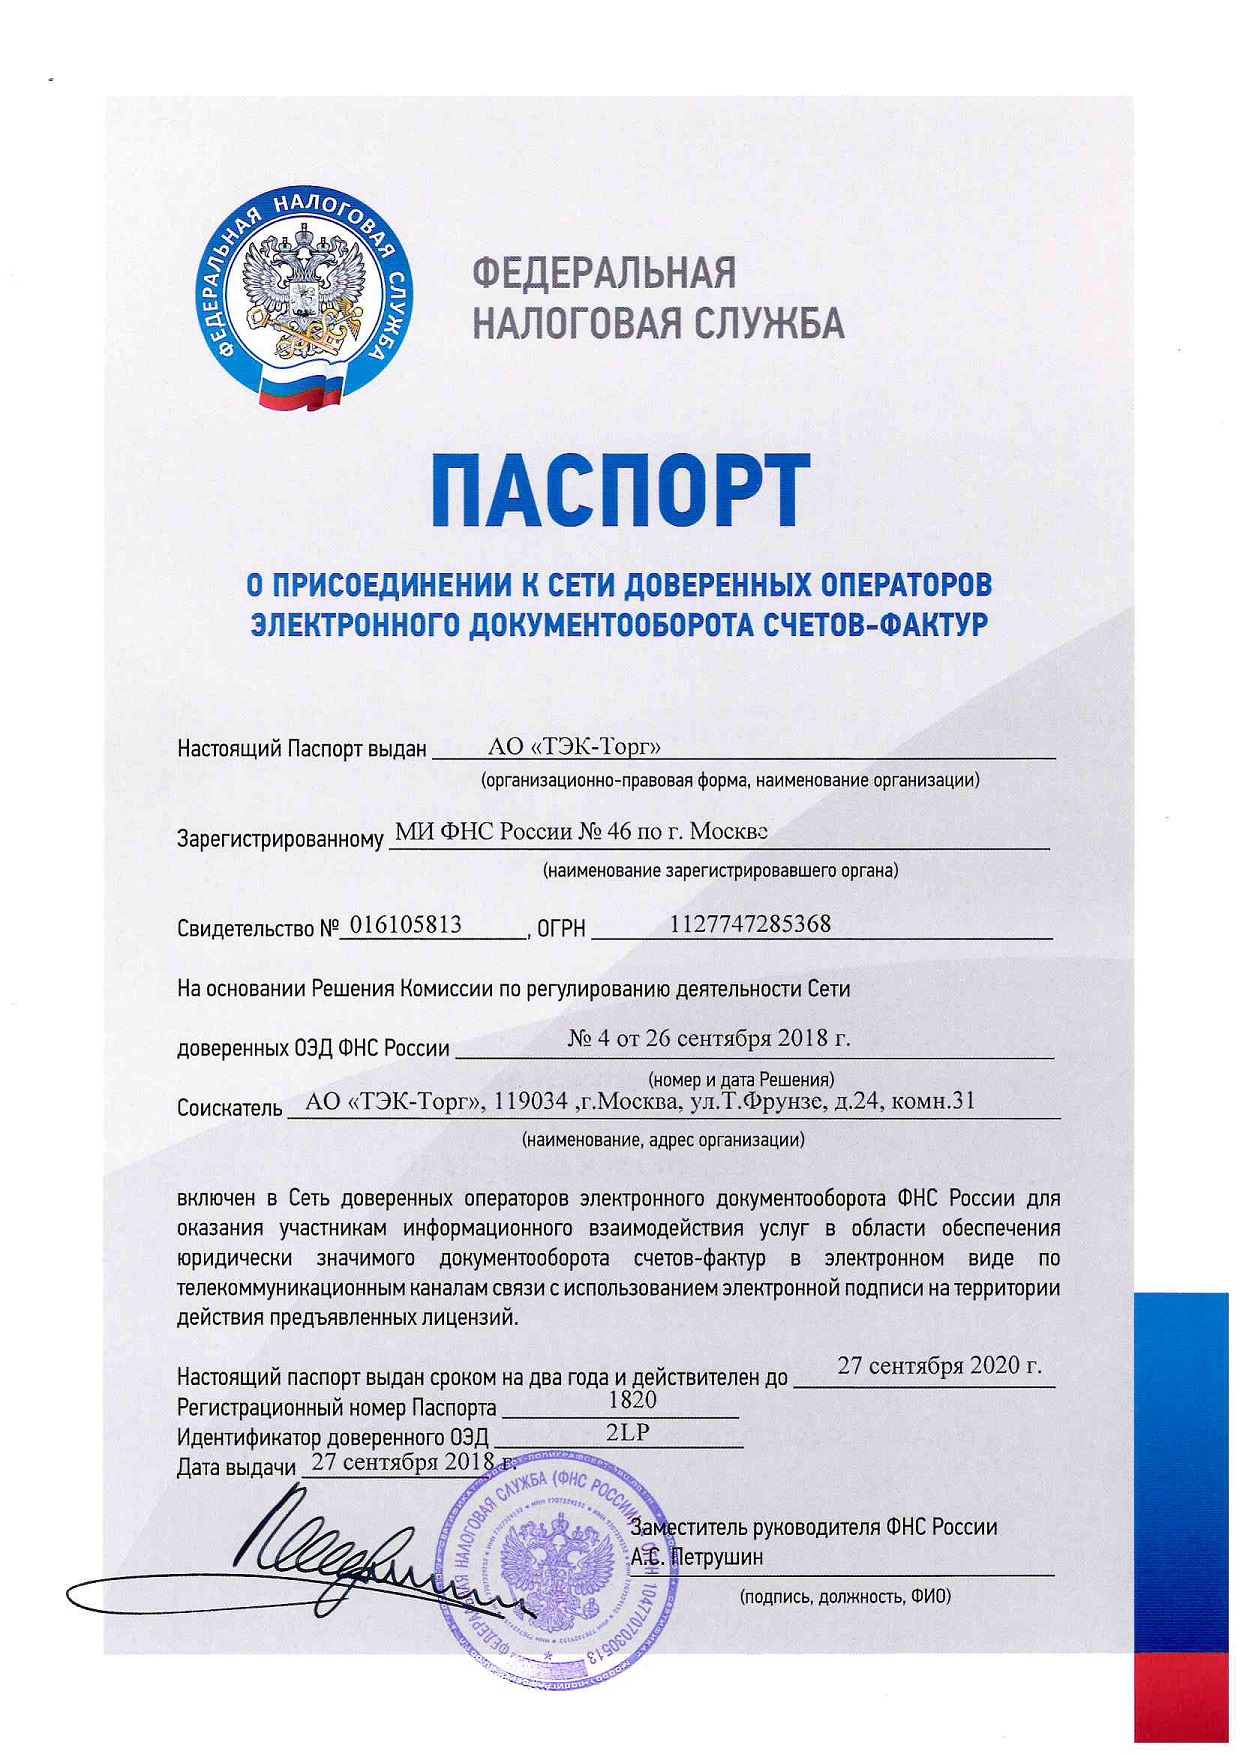 ФЕДЕРАЛЬНАЯ НАЛОГОВАЯ СЛУЖБА
ФЕДЕРАЛЬНАЯ
НАЛОГОВАЯ СЛУЖБА
ПАСПОРТ
О ПРИСОЕДИНЕНИИ К СЕТИ ДОВЕРЕННЫХ ОПЕРАТОРОВ
ЭЛЕКТРОННОГО ДОКУМЕНТООБОРОТА СЧЕТОВ-ФАКТУР
Настоящий Паспорт выдан АО «ТЭК-Торг»
(организационно-правовая форма, наименование организации)
Зарегистрированному МИ ФНС России № 46 по г. Москве
(наименование зарегистрировавшего органа)
Свидетельство № 016105813, ОГРН 1127747285368
На основании Решения Комиссии по регулированию деятельности Сети
доверенных ОЭД ФНС России № 4 от 26 сентября 2018 г.
(номер и дата Решения)
Соискатель АО «ТЭК-Торг», 119034 ,г.Москва, ул.Т.Фрунзе, д.24, комн.31
(наименование, адрес организации)
включен в Сеть доверенных операторов электронного документооборота ФНС России для
оказания участникам информационного взаимодействия услуг в области обеспечения
юридически значимого документооборота счетов-фактур в электронном виде по
телекоммуникационным каналам связи с использованием электронной подписи на территории
действия предъявленных лицензий.
Настоящий паспорт выдан сроком на два года и действителен до 27 сентября 2020 г.
Регистрационный номер Паспорта 1820
Идентификатор доверенного ОЭД 2LP
Дата выдачи 27 сентября 2018 г.
Заместитель руководителя ФНС России
А.С. Петрушин
(подпись, должность, ФИО)
ФЕДЕРАЛЬНАЯ НАЛОГОВАЯ СЛУЖБА (ФНС РОССИИ) ОГРН 1047707030513